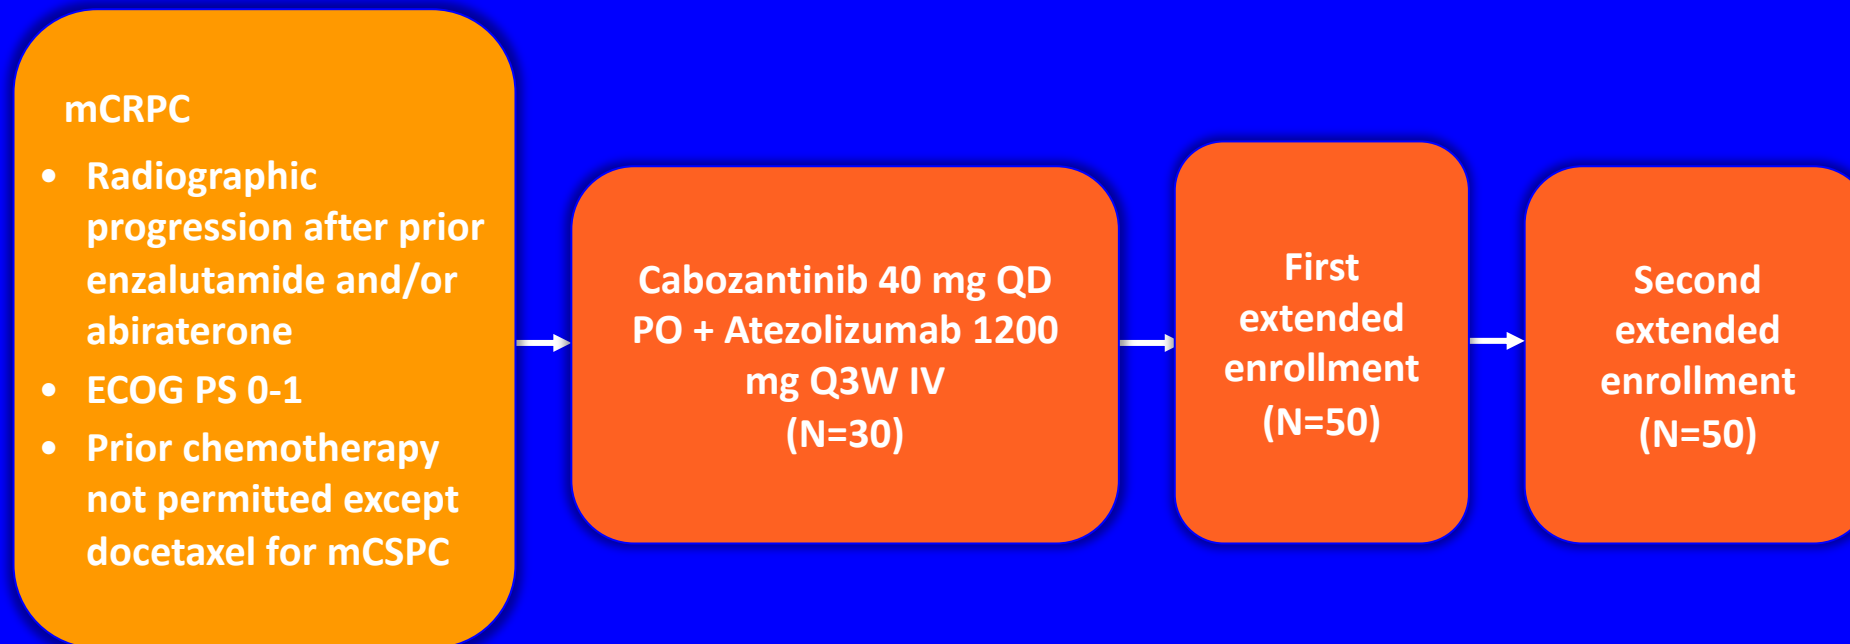 mCRPC
• Radiographic
progression after prior
enzalutamide and/or
abiraterone
• ECOG PS 0-1
• Prior chemotherapy
not permitted except
docetaxel for mCSPC
Cabozantinib 40 mg QD
PO + Atezolizumab 1200
mg Q3W IV
(N=30)
First
extended
enrollment
(N=50)
Second
extended
enrollment
(N=50)